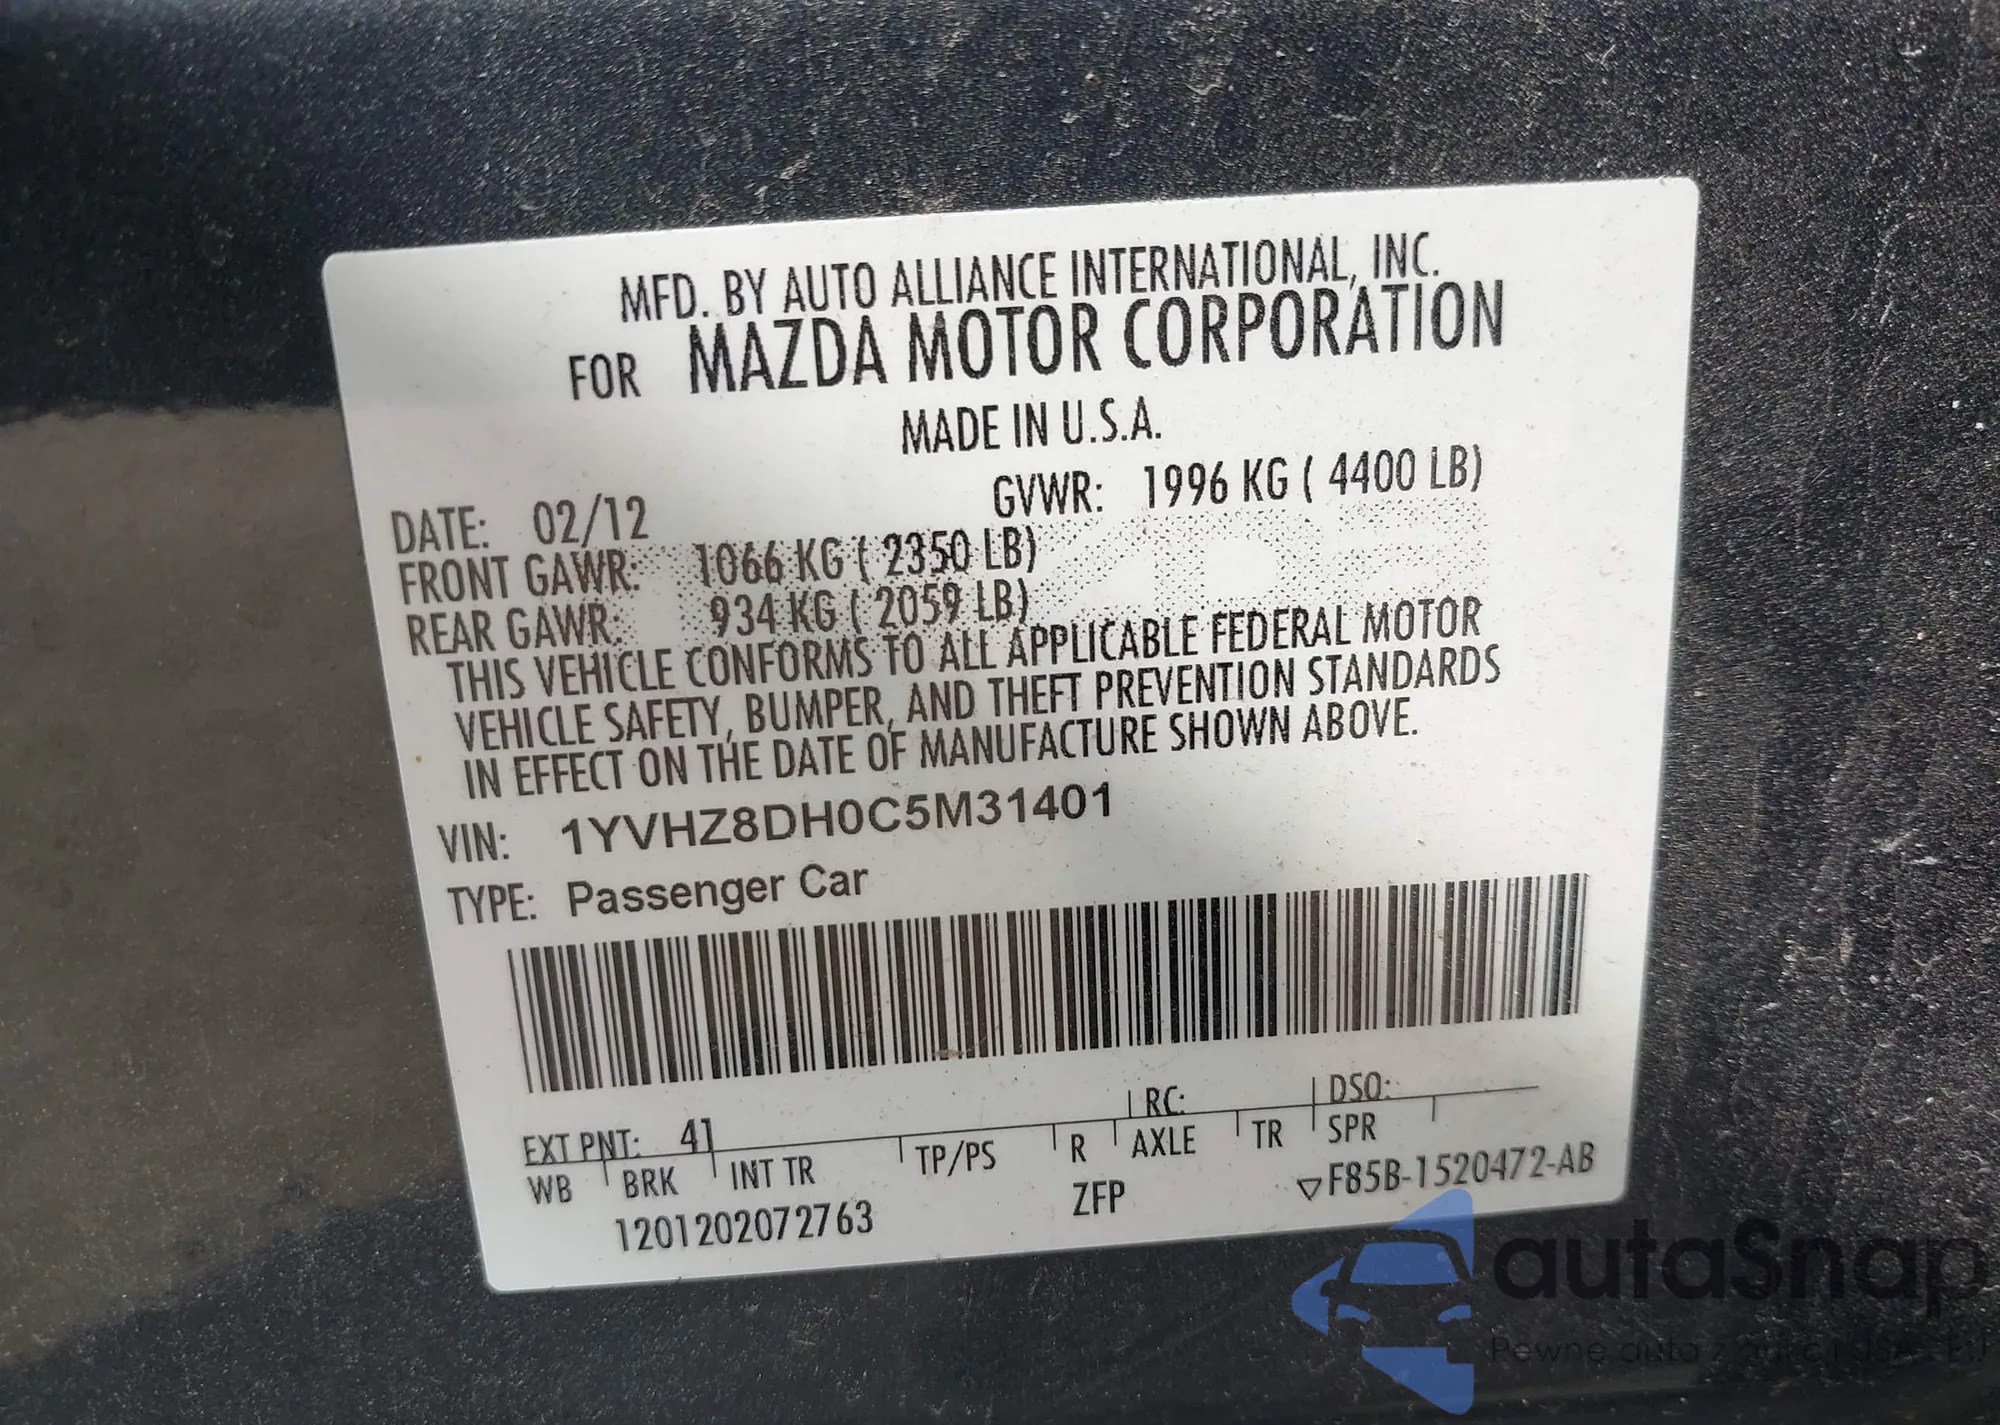 MFD. BY AUTO ALLIANCE INTERNATIONAL, INC.
FOR MAZDA MOTOR CORPORATION
MADE IN U.S.A.
DATE: 02/12 GVWR: 1996 KG ( 4400 LB)
FRONT GAWR: 1066 KG ( 2350 LB)
REAR GAWR: 934 KG ( 2059 LB)
THIS VEHICLE CONFORMS TO ALL APPLICABLE FEDERAL MOTOR
VEHICLE SAFETY, BUMPER, AND THEFT PREVENTION STANDARDS
IN EFFECT ON THE DATE OF MANUFACTURE SHOWN ABOVE.
VIN: 1YVHZ8DH0C5M31401
TYPE: Passenger Car
EXT PNT: 41 RC: DSO:
WB BRK INT TR TP/PS R AXLE TR SPR
1201202072763 ZFP ▽F85B-1520472-AB
autaSnap
Pewne auta z